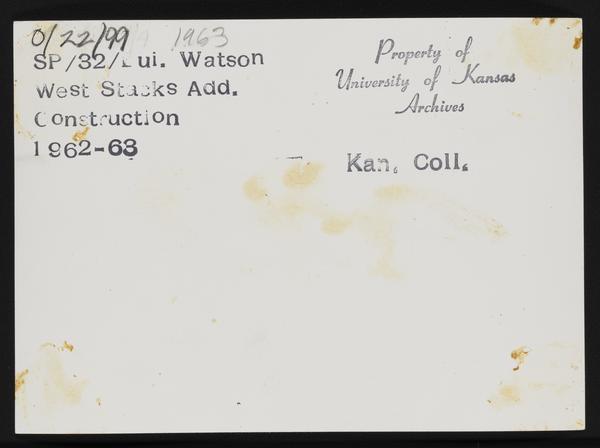 0/22/99 1963
SP/32/Bui. Watson
West Stacks Add.
Construction
1962-63
Property of
University of Kansas
Archives
Kan. Coll.